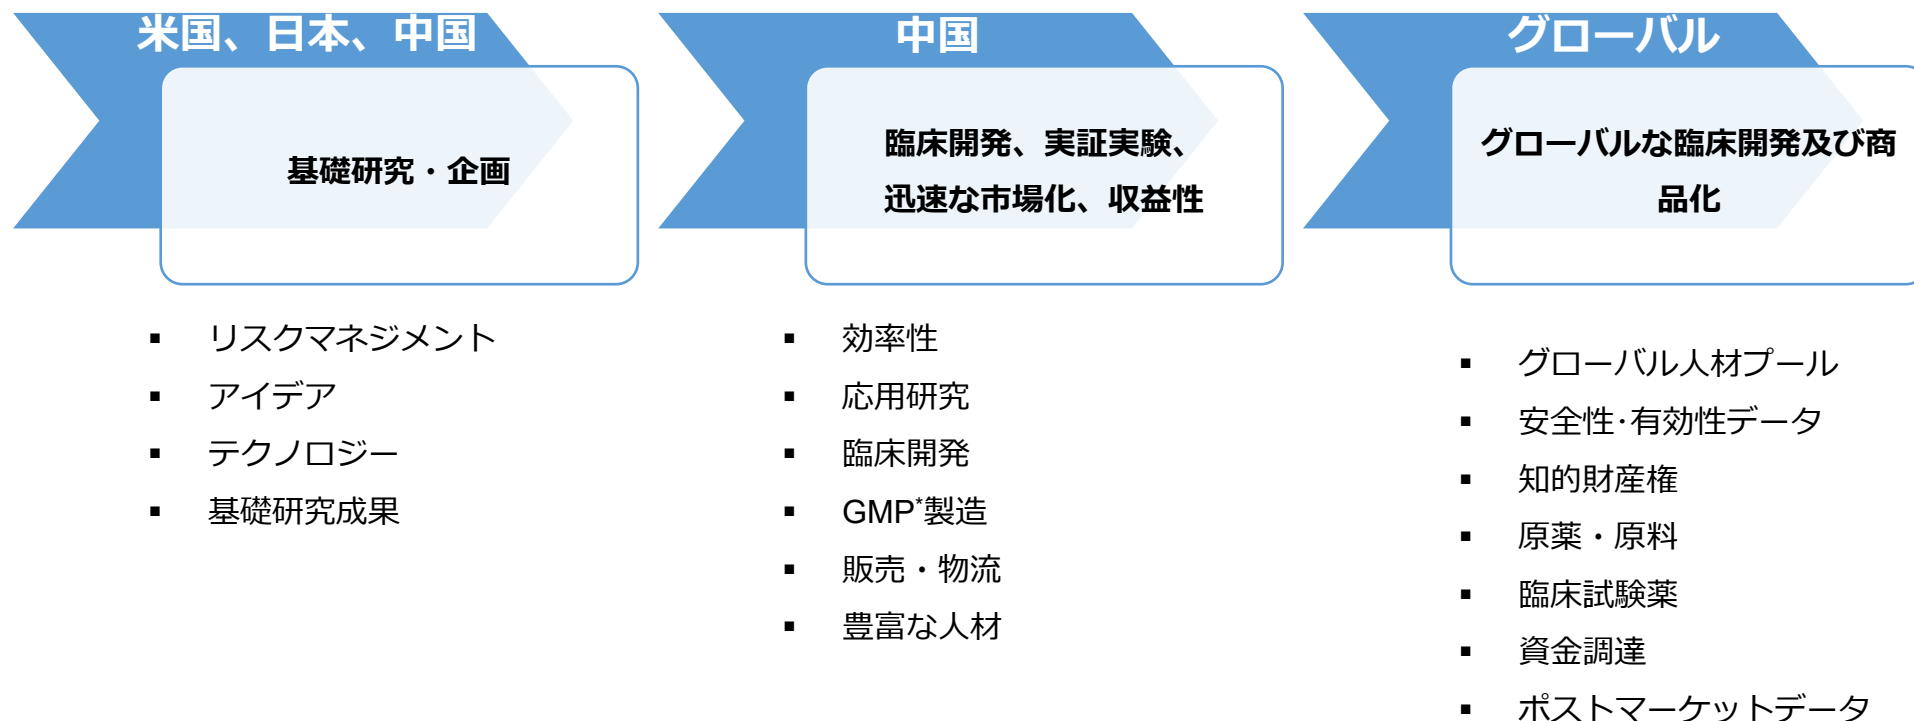 米国、日本、中国
基礎研究・企画
▪ リスクマネジメント
▪ アイデア
▪ テクノロジー
▪ 基礎研究成果
中国
臨床開発、実証実験、
迅速な市場化、収益性
▪ 効率性
▪ 応用研究
▪ 臨床開発
▪ GMP*製造
▪ 販売・物流
▪ 豊富な人材
グローバル
グローバルな臨床開発及び商
品化
▪ グローバル人材プール
▪ 安全性･有効性データ
▪ 知的財産権
▪ 原薬・原料
▪ 臨床試験薬
▪ 資金調達
▪ ポストマーケットデータ